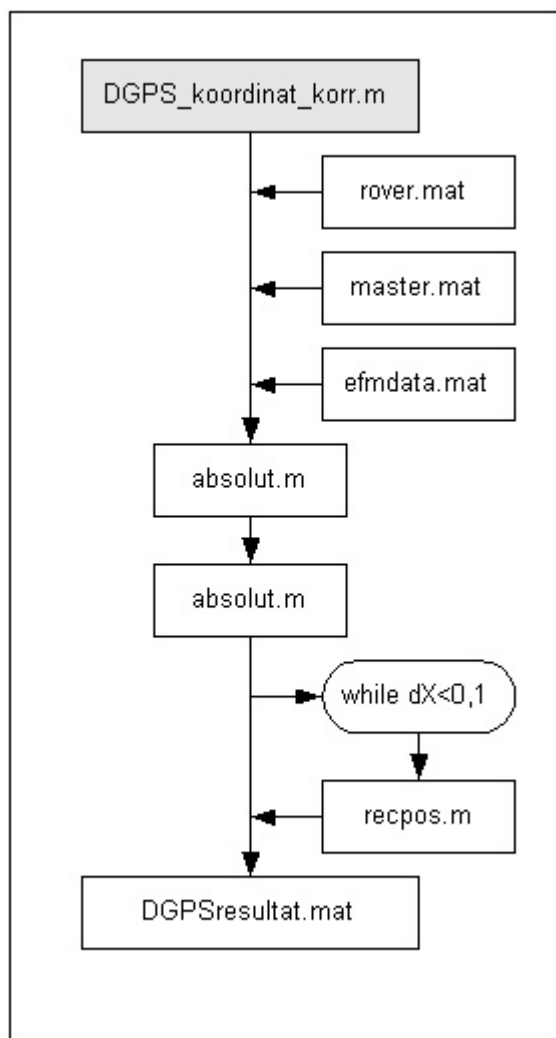 DGPS_koordinat_korr.m
rover.mat
master.mat
efmdata.mat
absolut.m
absolut.m
while dX<0,1
recpos.m
DGPSresultat.mat